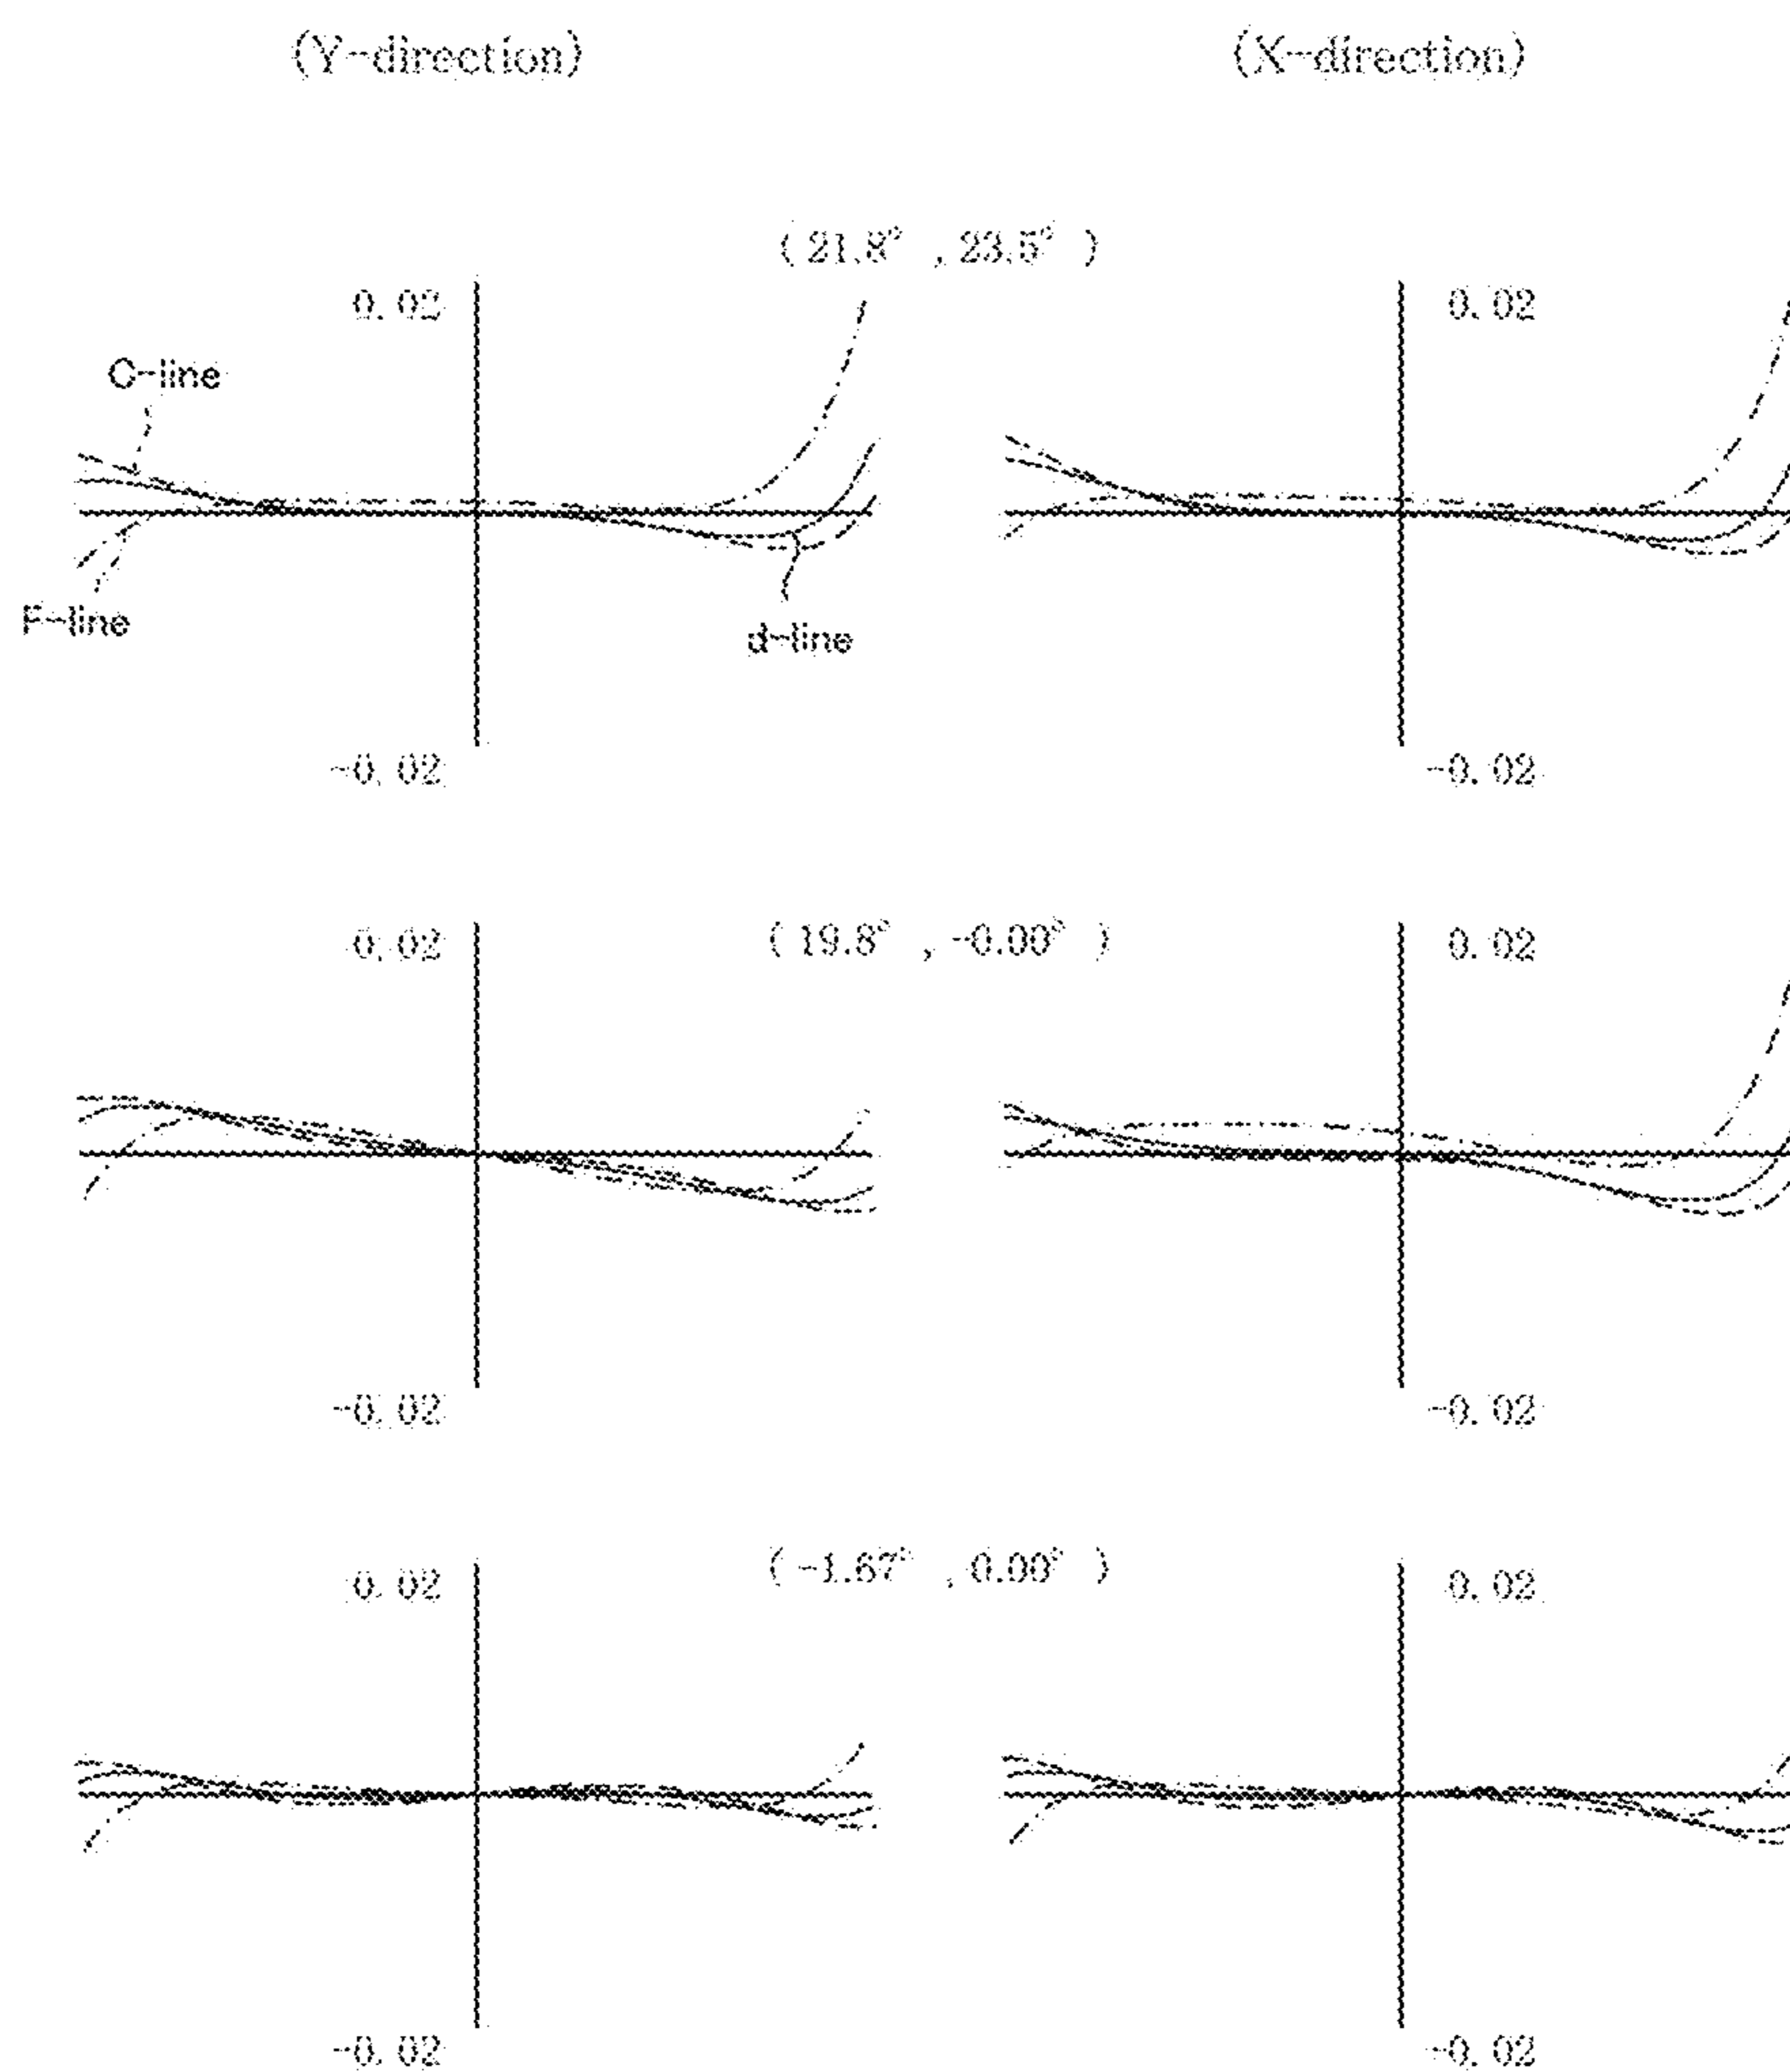 (Y-direction) (X-direction)
( 21.8° , 23.5° )
0.02 0.02
C-line
F-line
d-line
-0.02 -0.02
0.02 ( 19.8° , -0.00° ) 0.02
-0.02 -0.02
0.02 ( -1.67° , 0.00° ) 0.02
-0.02 -0.02